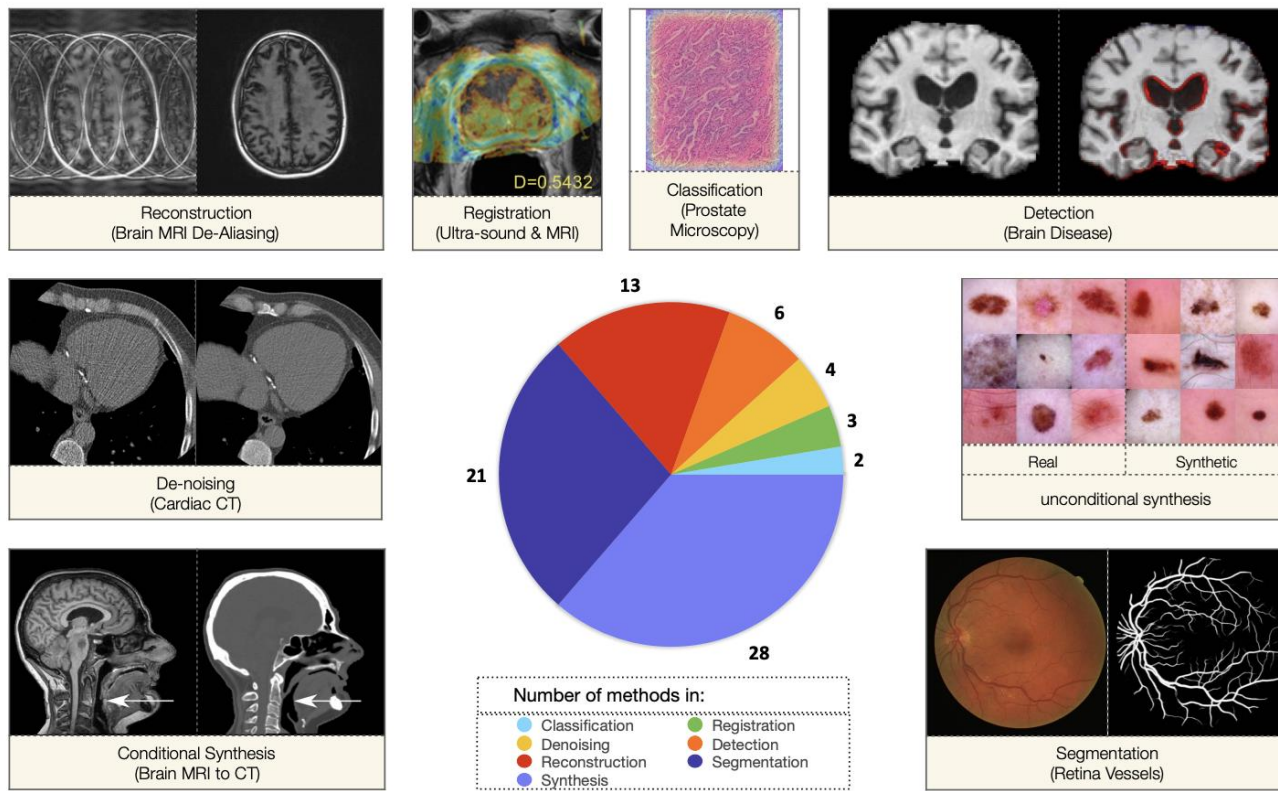 D=0.5432
Reconstruction
(Brain MRI De-Aliasing)
Registration
(Ultra-sound & MRI)
Classification
(Prostate
Microscopy)
Detection
(Brain Disease)
De-noising
(Cardiac CT)
13
6
4
3
2
21
28
Real
Synthetic
unconditional synthesis
Conditional Synthesis
(Brain MRI to CT)
Number of methods in:
Classification
Registration
Denoising
Detection
Reconstruction
Segmentation
Synthesis
Segmentation
(Retina Vessels)